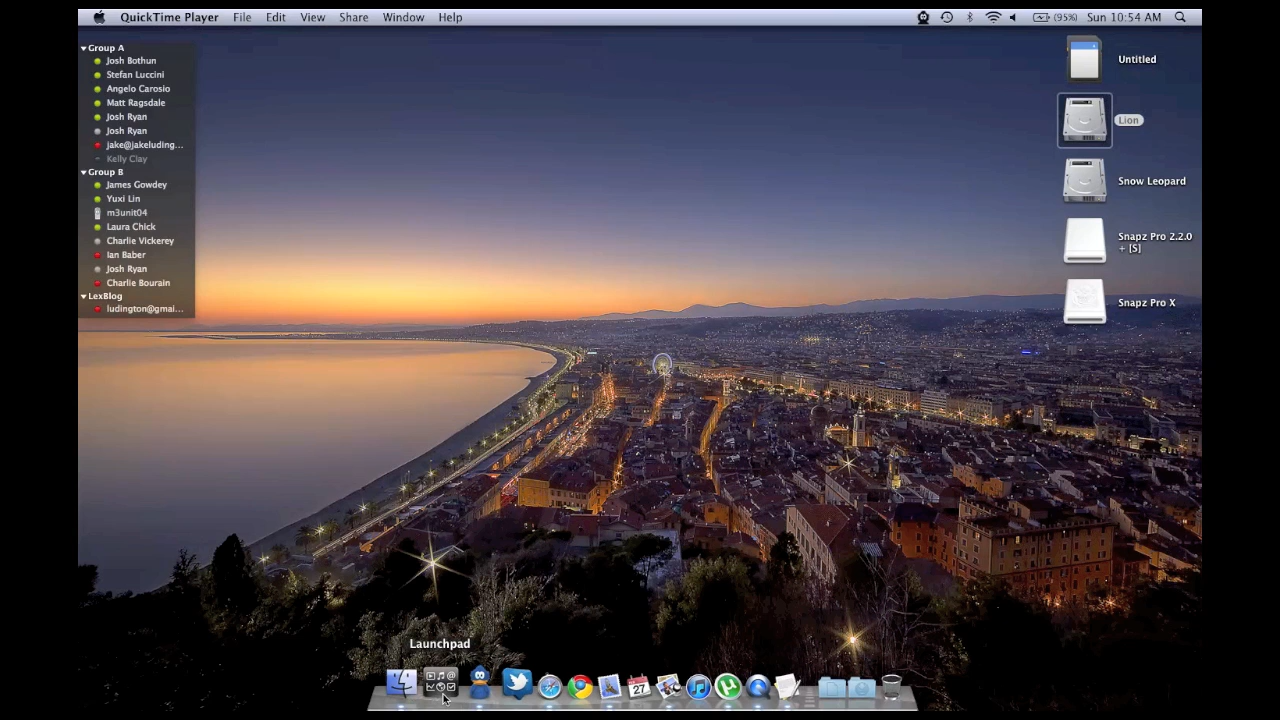 QuickTime Player File Edit View Share Window Help (95%) Sun 10:54 AM
Group A
Josh Bothun
Stefan Luccini
Angelo Carosio
Matt Ragsdale
Josh Ryan
Josh Ryan
jake@jakeluding...
Kelly Clay
Group B
James Gowdey
Yuxi Lin
m3unit04
Laura Chick
Charlie Vickerey
Ian Baber
Josh Ryan
Charlie Bourain
LexBlog
ludington@gmai...
Untitled
Lion
Snow Leopard
Snapz Pro 2.2.0
+ [S]
Snapz Pro X
Launchpad
27